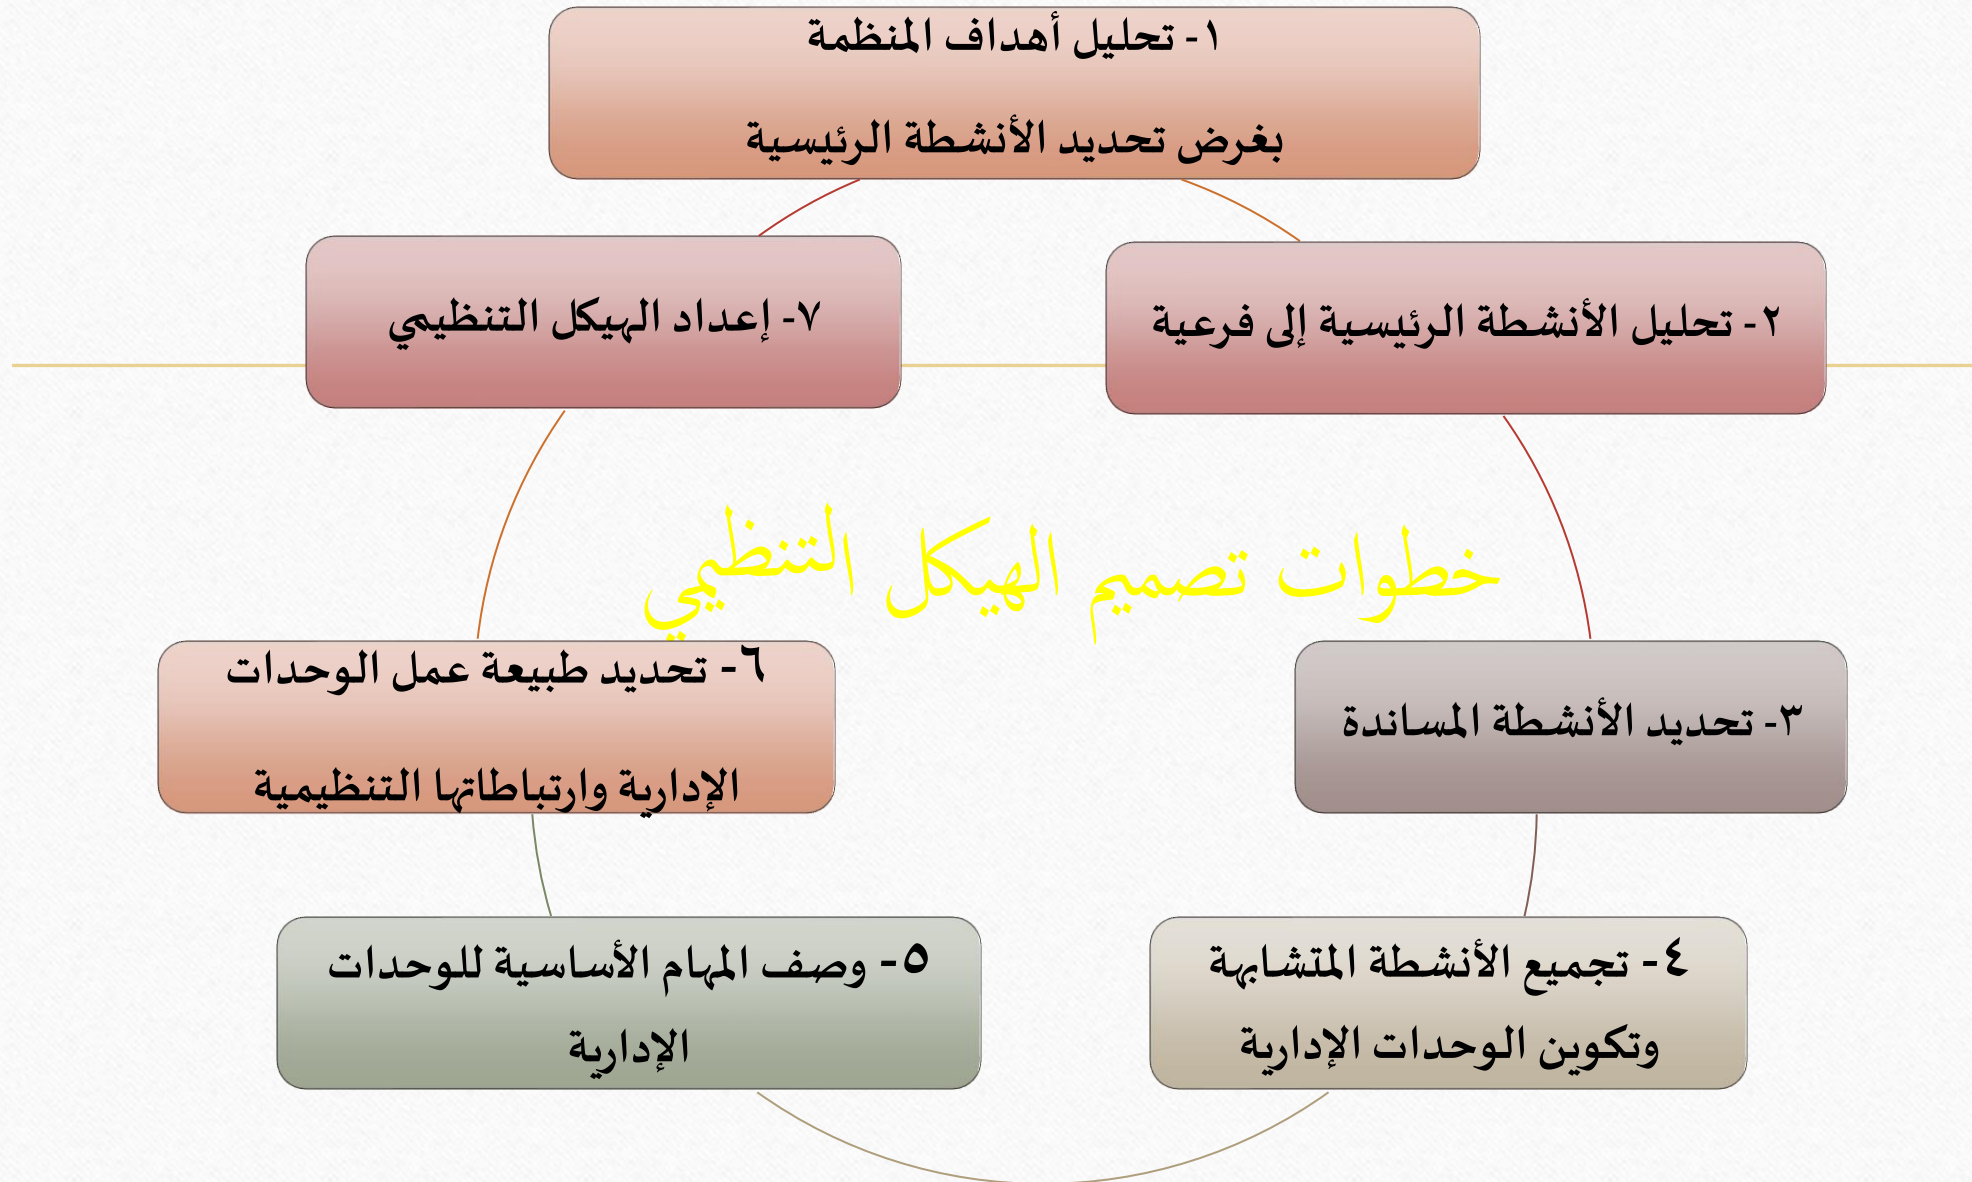 ١- تحليل أهداف المنظمة
بغرض تحديد الأنشطة الرئيسية
٢- تحليل الأنشطة الرئيسية إلى فرعية
٧- إعداد الهيكل التنظيمي
خطوات تصميم الهيكل التنظيمي
٣- تحديد الأنشطة المساندة
٦- تحديد طبيعة عمل الوحدات
الإدارية وارتباطاتها التنظيمية
٤- تجميع الأنشطة المتشابهة
وتكوين الوحدات الإدارية
٥- وصف المهام الأساسية للوحدات
الإدارية